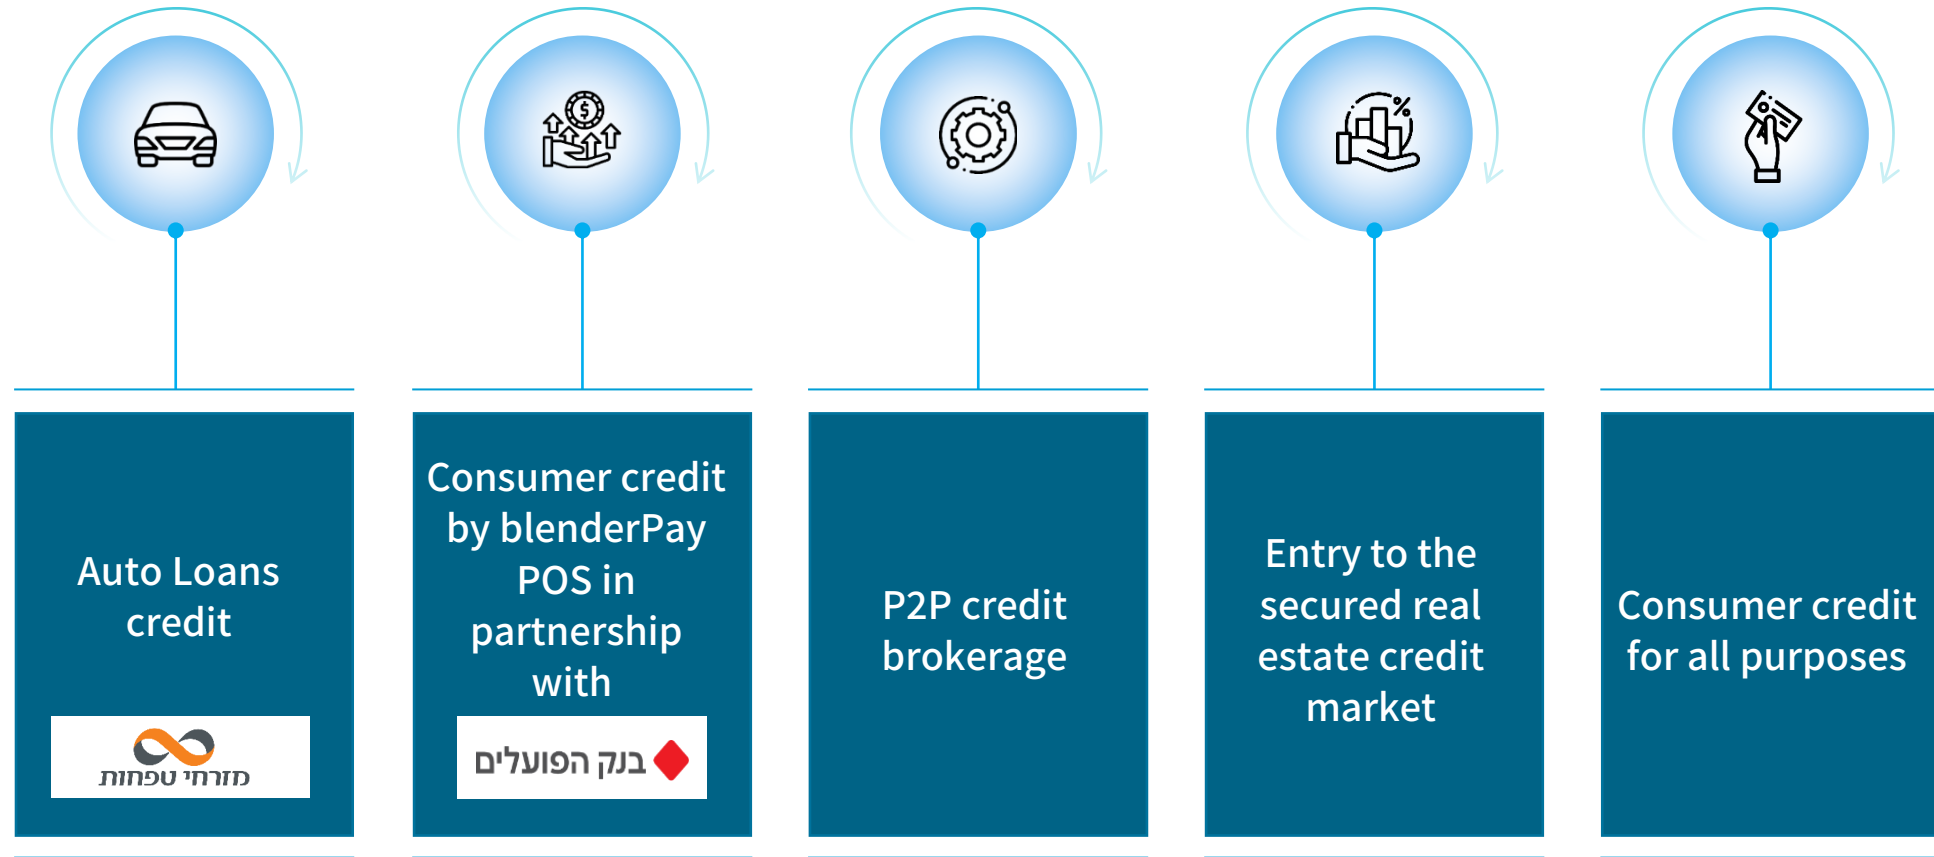 Auto Loans
credit
מזרחי טפחות
Consumer credit
by blenderPay
POS in
partnership
with
בנק הפועלים
P2P credit
brokerage
Entry to the
secured real
estate credit
market
Consumer credit
for all purposes